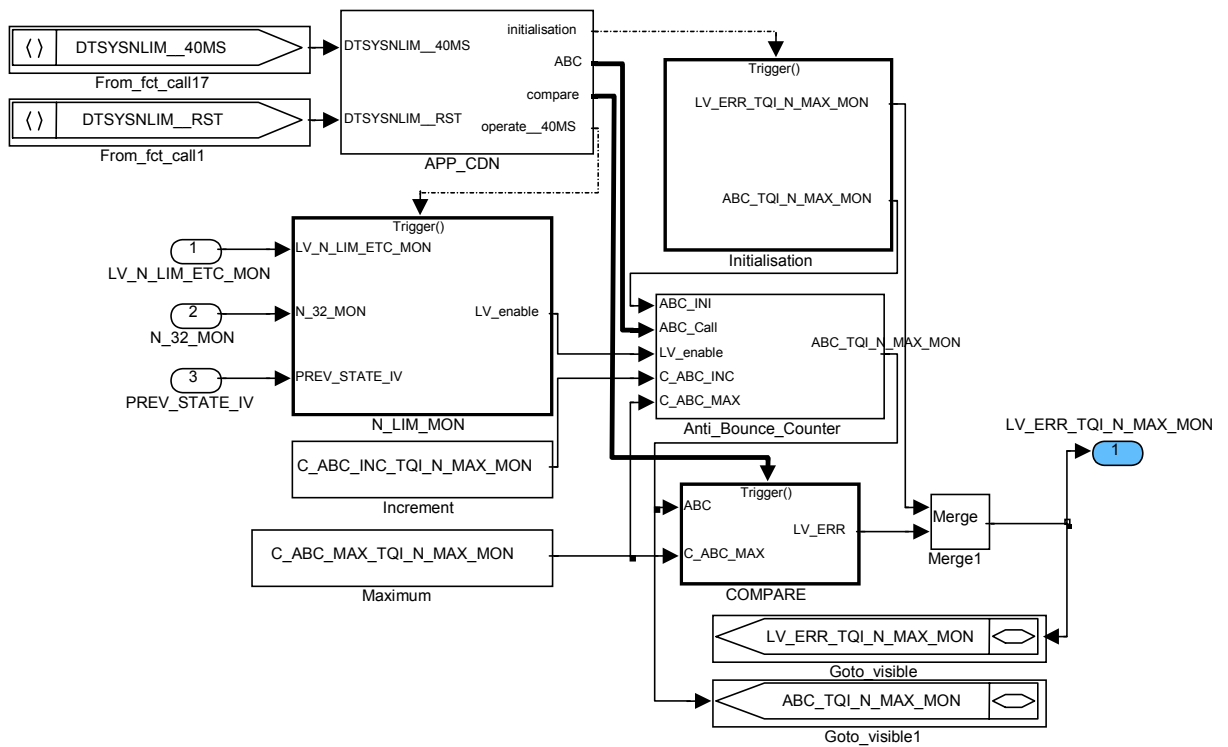 DTSYSNLIM__40MS
From_fct_call17
DTSYSNLIM__RST
From_fct_call1
DTSYSNLIM__40MS
DTSYSNLIM__RST
initialisation
ABC
compare
operate__40MS
APP_CDN
Trigger()
LV_ERR_TQI_N_MAX_MON
ABC_TQI_N_MAX_MON
Initialisation
1
LV_N_LIM_ETC_MON
2
N_32_MON
3
PREV_STATE_IV
Trigger()
LV_N_LIM_ETC_MON
N_32_MON
PREV_STATE_IV
LV_enable
N_LIM_MON
ABC_INI
ABC_Call
LV_enable
C_ABC_INC
C_ABC_MAX
ABC_TQI_N_MAX_MON
Anti_Bounce_Counter
C_ABC_INC_TQI_N_MAX_MON
Increment
C_ABC_MAX_TQI_N_MAX_MON
Maximum
Trigger()
ABC
C_ABC_MAX
LV_ERR
COMPARE
Merge
Merge1
LV_ERR_TQI_N_MAX_MON
1
LV_ERR_TQI_N_MAX_MON
Goto_visible
ABC_TQI_N_MAX_MON
Goto_visible1